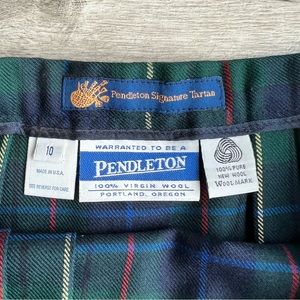 Pendleton Signature Tartan
10
MADE IN U.S.A.
SEE REVERSE FOR CARE
WARRANTED TO BE A
PENDLETON
100% VIRGIN WOOL
PORTLAND, OREGON
100% PURE
NEW WOOL
WOOLMARK